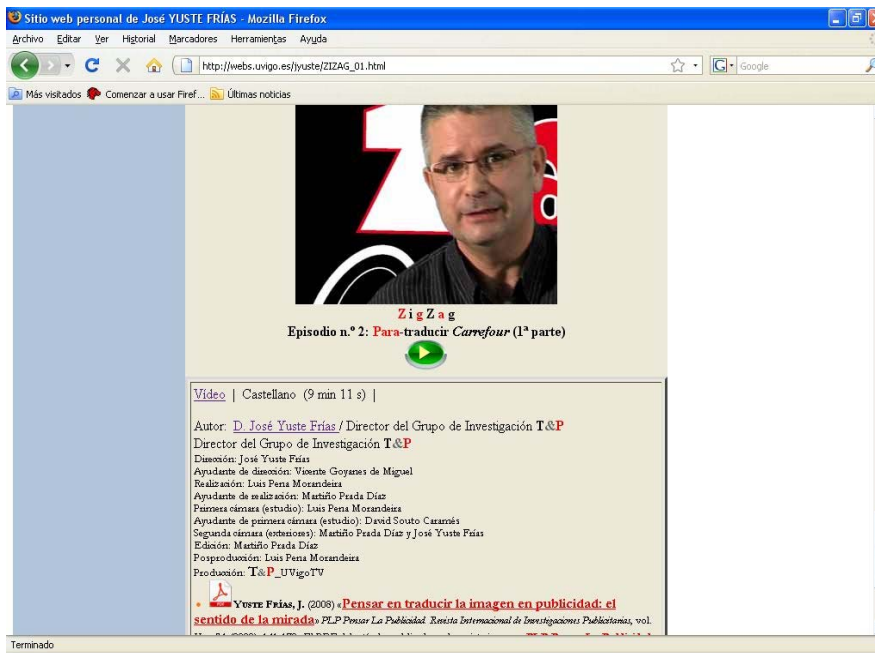 Sitio web personal de José YUSTE FRÍAS - Mozilla Firefox
Archivo Editar Ver Historial Marcadores Herramientas Ayuda
http://webs.uvigo.es/jyuste/ZIZAG_01.html
Google
Más visitados Comenzar a usar Firef... Últimas noticias
ZigZag
Episodio n.º 2: Para-traducir Carrefour (1ª parte)
Vídeo | Castellano (9 min 11 s) |
Autor: D. José Yuste Frías / Director del Grupo de Investigación T&P
Director del Grupo de Investigación T&P
Dirección: José Yuste Frías
Ayudante de dirección: Vicente Goyanes de Miguel
Realización: Luis Pena Morandeira
Ayudante de realización: Martiño Prada Díaz
Primera cámara (estudio): Luis Pena Morandeira
Ayudante de primera cámara (estudio): David Souto Caramés
Segunda cámara (exteriores): Martiño Prada Díaz y José Yuste Frías
Edición: Martiño Prada Díaz
Posproducción: Luis Pena Morandeira
Producción: T&P_UVigoTV
YUSTE FRÍAS, J. (2008) «Pensar en traducir la imagen en publicidad: el
sentido de la mirada» PLP Pensar La Publicidad. Revista Internacional de Investigaciones Publicitarias, vol.
Terminado